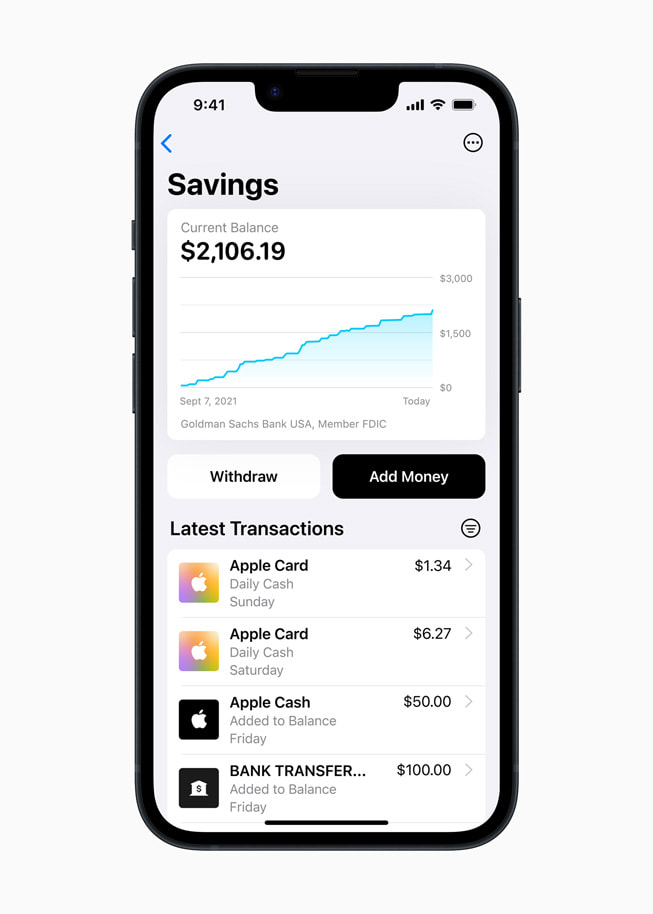 9:41
Savings
Current Balance
$2,106.19
$3,000
$1,500
$0
Sept 7, 2021 Today
Goldman Sachs Bank USA, Member FDIC
Withdraw Add Money
Latest Transactions
Apple Card $1.34
Daily Cash
Sunday
Apple Card $6.27
Daily Cash
Saturday
Apple Cash $50.00
Added to Balance
Friday
BANK TRANSFER... $100.00
Added to Balance
Friday